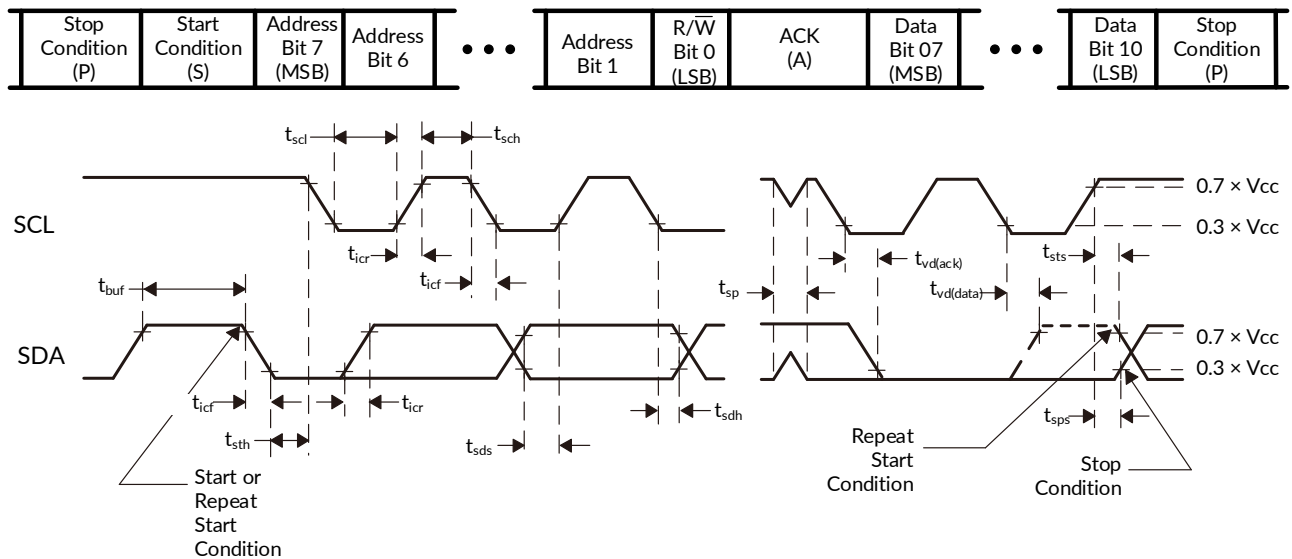 Stop Condition (P)
Start Condition (S)
Address Bit 7 (MSB)
Address Bit 6
• • •
Address Bit 1
R/W̅ Bit 0 (LSB)
ACK (A)
Data Bit 07 (MSB)
• • •
Data Bit 10 (LSB)
Stop Condition (P)
tscl
tsch
0.7 × Vcc
SCL
0.3 × Vcc
ticr
tvd(ack)
tsts
tbuf
ticf
tsp
tvd(data)
SDA
0.7 × Vcc
0.3 × Vcc
ticf
ticr
tsdh
tsps
tsth
tsds
Repeat
Start
Condition
Stop
Condition
Start or
Repeat
Start
Condition